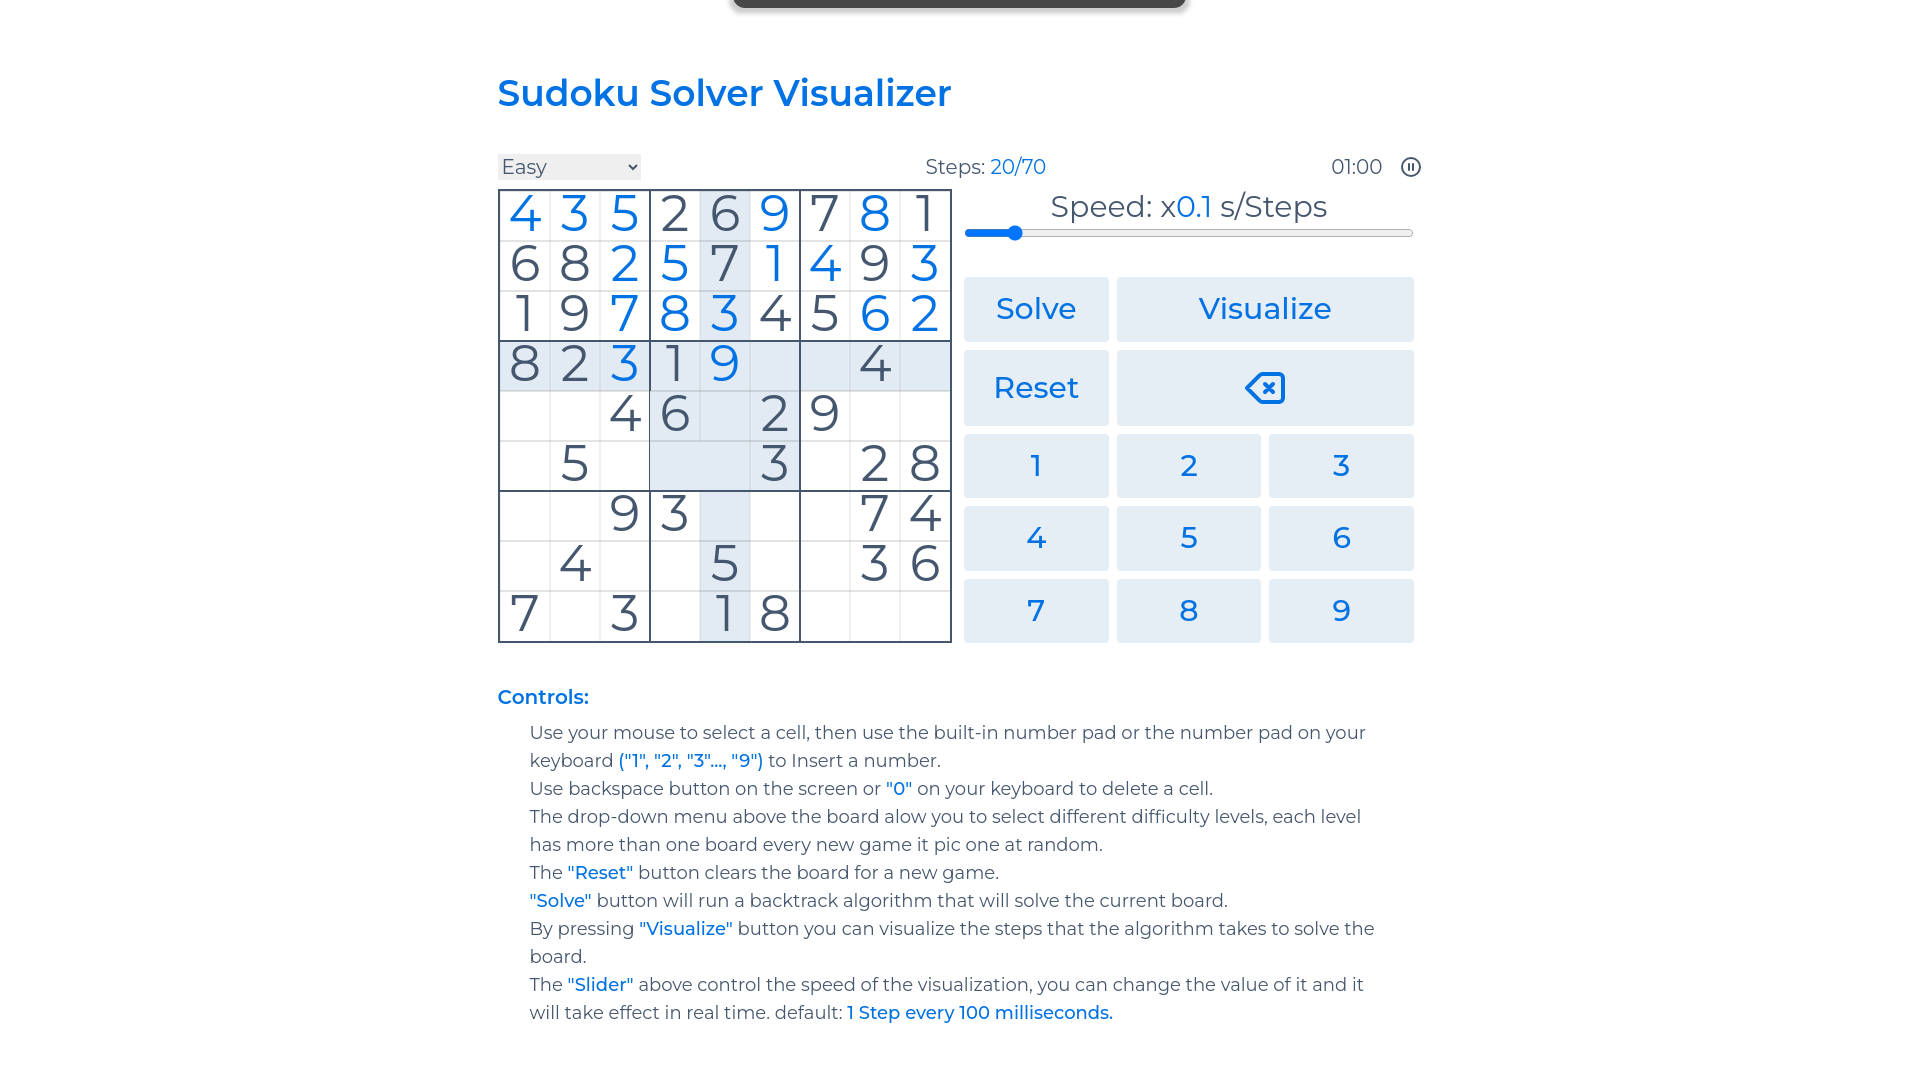 Sudoku Solver Visualizer
Easy
Steps: 20/70
01:00
Speed: x0.1 s/Steps
4 3 5 2 6 9 7 8 1
6 8 2 5 7 1 4 9 3
1 9 7 8 3 4 5 6 2
8 2 3 1 9 4
4 6 2 9
5 3 2 8
9 3 7 4
4 5 3 6
7 3 1 8
Solve Visualize
Reset
1 2 3
4 5 6
7 8 9
Controls:
Use your mouse to select a cell, then use the built-in number pad or the number pad on your
keyboard ("1", "2", "3"..., "9") to Insert a number.
Use backspace button on the screen or "0" on your keyboard to delete a cell.
The drop-down menu above the board alow you to select different difficulty levels, each level
has more than one board every new game it pic one at random.
The "Reset" button clears the board for a new game.
"Solve" button will run a backtrack algorithm that will solve the current board.
By pressing "Visualize" button you can visualize the steps that the algorithm takes to solve the
board.
The "Slider" above control the speed of the visualization, you can change the value of it and it
will take effect in real time. default: 1 Step every 100 milliseconds.